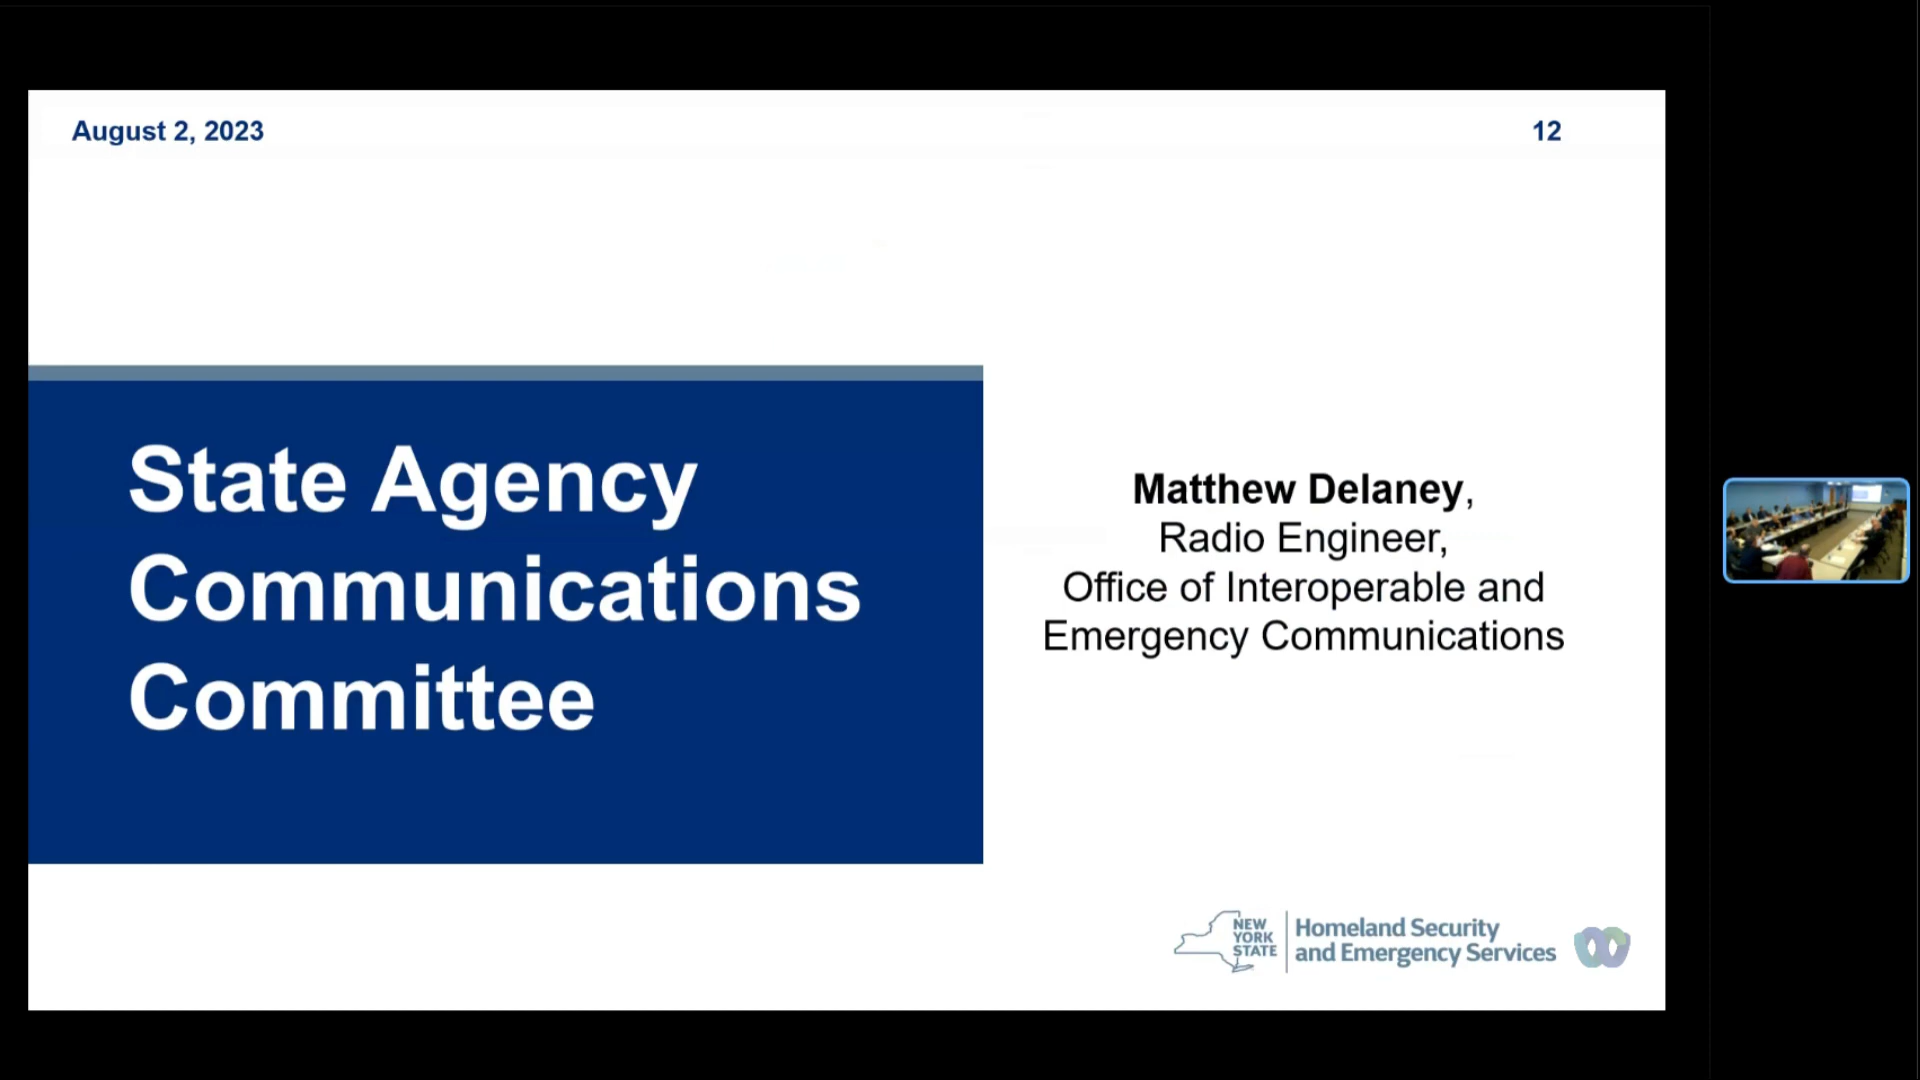 August 2, 2023
12
State Agency
Communications
Committee
Matthew Delaney,
Radio Engineer,
Office of Interoperable and
Emergency Communications
NEW
YORK
STATE
Homeland Security
and Emergency Services